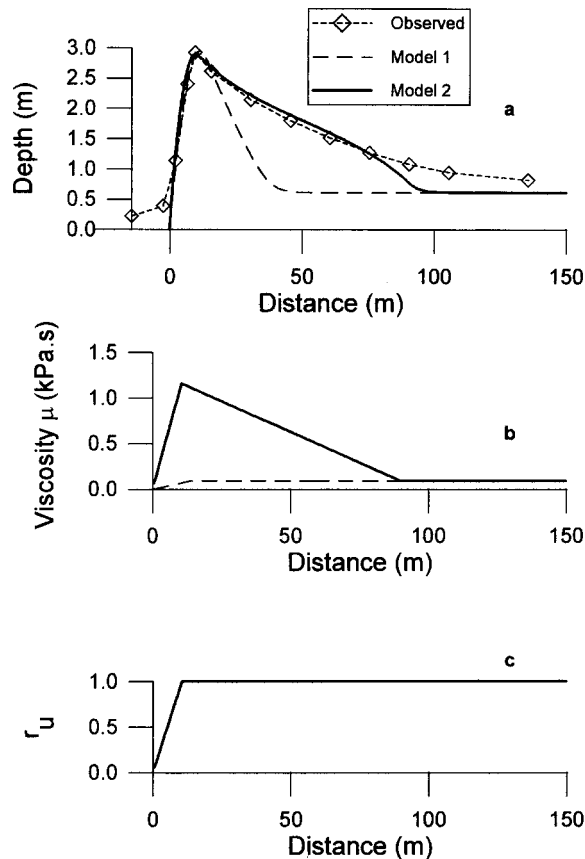 Observed
Model 1
Model 2
a
3.0
2.5
2.0
1.5
1.0
0.5
0.0
Depth (m)
0
50
100
150
Distance (m)
b
1.5
1.0
0.5
0.0
Viscosity μ (kPa.s)
0
50
100
150
Distance (m)
c
1.0
0.5
0.0
r_u
0
50
100
150
Distance (m)